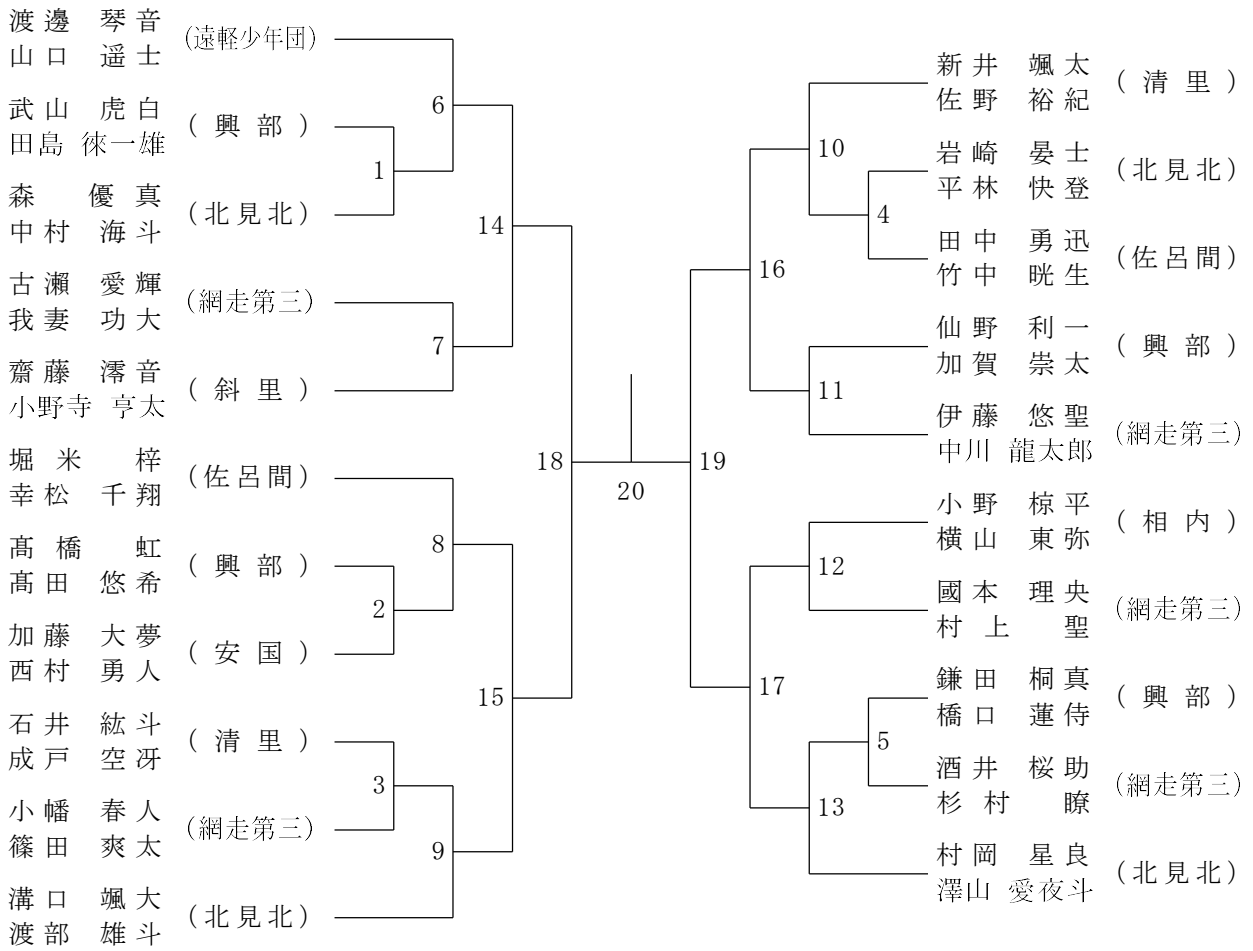 渡邊 琴音
山口 遥士
(遠軽少年団)
武山 虎白
田島 徠一雄
(興部)
森 優真
中村 海斗
(北見北)
古瀬 愛輝
我妻 功大
(網走第三)
齋藤 澪音
小野寺 亨太
(斜里)
堀米 梓
幸松 千翔
(佐呂間)
髙橋 虹
髙田 悠希
(興部)
加藤 大夢
西村 勇人
(安国)
石井 紘斗
成戸 空冴
(清里)
小幡 春人
篠田 爽太
(網走第三)
溝口 颯大
渡部 雄斗
(北見北)
6
1
14
7
18
8
2
15
3
9
20
19
10
4
16
11
12
17
5
13
新井 颯太
佐野 裕紀
(清里)
岩崎 晏士
平林 快登
(北見北)
田中 勇迅
竹中 晄生
(佐呂間)
仙野 利一
加賀 崇太
(興部)
伊藤 悠聖
中川 龍太郎
(網走第三)
小野 椋平
横山 東弥
(相内)
國本 理央
村上 聖
(網走第三)
鎌田 桐真
橋口 蓮侍
(興部)
酒井 桜助
杉村 瞭
(網走第三)
村岡 星良
澤山 愛夜斗
(北見北)